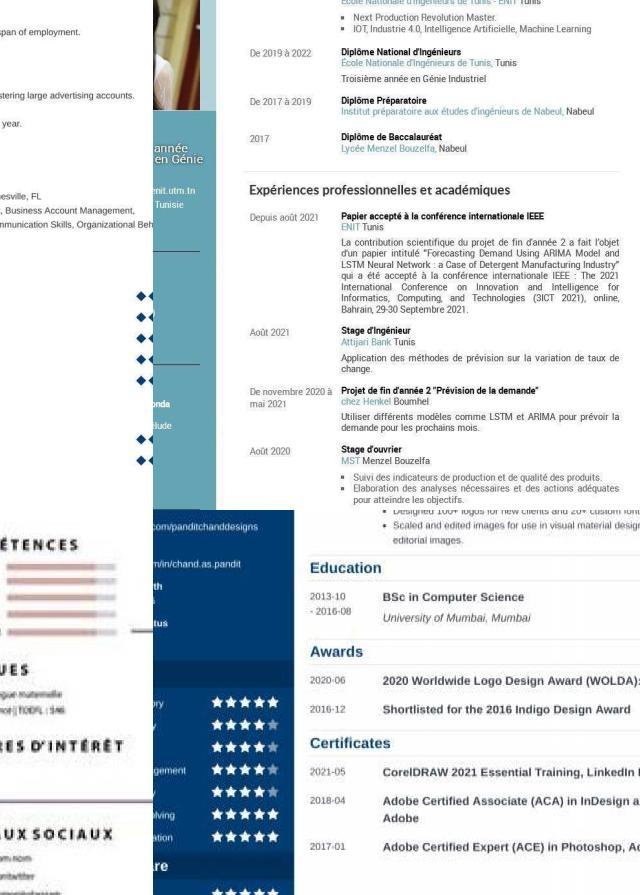 span of employment.
stering large advertising accounts.
year.
esville, FL
, Business Account Management,
mmunication Skills, Organizational Beh
année
en Génie
enit.utm.tn
Tunisie
onda
lude
École Nationale d'Ingénieurs de Tunis - ENIT Tunis
Next Production Revolution Master.
IOT, Industrie 4.0, Intelligence Artificielle, Machine Learning
De 2019 à 2022
Diplôme National d'Ingénieurs
École Nationale d'Ingénieurs de Tunis, Tunis
Troisième année en Génie Industriel
De 2017 à 2019
Diplôme Préparatoire
Institut préparatoire aux études d'ingénieurs de Nabeul, Nabeul
2017
Diplôme de Baccalauréat
Lycée Menzel Bouzelfa, Nabeul
Expériences professionnelles et académiques
Depuis août 2021
Papier accepté à la conférence internationale IEEE
ENIT Tunis
La contribution scientifique du projet de fin d'année 2 a fait l'objet
d'un papier intitulé "Forecasting Demand Using ARIMA Model and
LSTM Neural Network : a Case of Detergent Manufacturing Industry"
qui a été accepté à la conférence internationale IEEE : The 2021
International Conference on Innovation and Intelligence for
Informatics, Computing, and Technologies (3ICT 2021), online,
Bahrain, 29-30 Septembre 2021.
Août 2021
Stage d'Ingénieur
Attijari Bank Tunis
Application des méthodes de prévision sur la variation de taux de
change.
De novembre 2020 à
mai 2021
Projet de fin d'année 2 "Prévision de la demande"
chez Henkel Boumhel
Utiliser différents modèles comme LSTM et ARIMA pour prévoir la
demande pour les prochains mois.
Août 2020
Stage d'ouvrier
MST Menzel Bouzelfa
Suivi des indicateurs de production et de qualité des produits.
Elaboration des analyses nécessaires et des actions adéquates
pour atteindre les objectifs.
ÉTENCES
UES
gue maternelle
ncé || TOEFL : 546
RES D'INTÉRÊT
UX SOCIAUX
com/panditchanddesigns
m/in/chand.as.pandit
th
tus
ory
y
gement
y
olving
ation
are
Designed 100+ logos for new clients and 20+ custom font
Scaled and edited images for use in visual material design
editorial images.
Education
2013-10
- 2016-08
BSc in Computer Science
University of Mumbai, Mumbai
Awards
2020-06
2020 Worldwide Logo Design Award (WOLDA):
2016-12
Shortlisted for the 2016 Indigo Design Award
Certificates
2021-05
CorelDRAW 2021 Essential Training, LinkedIn
2018-04
Adobe Certified Associate (ACA) in InDesign a
Adobe
2017-01
Adobe Certified Expert (ACE) in Photoshop, Ad